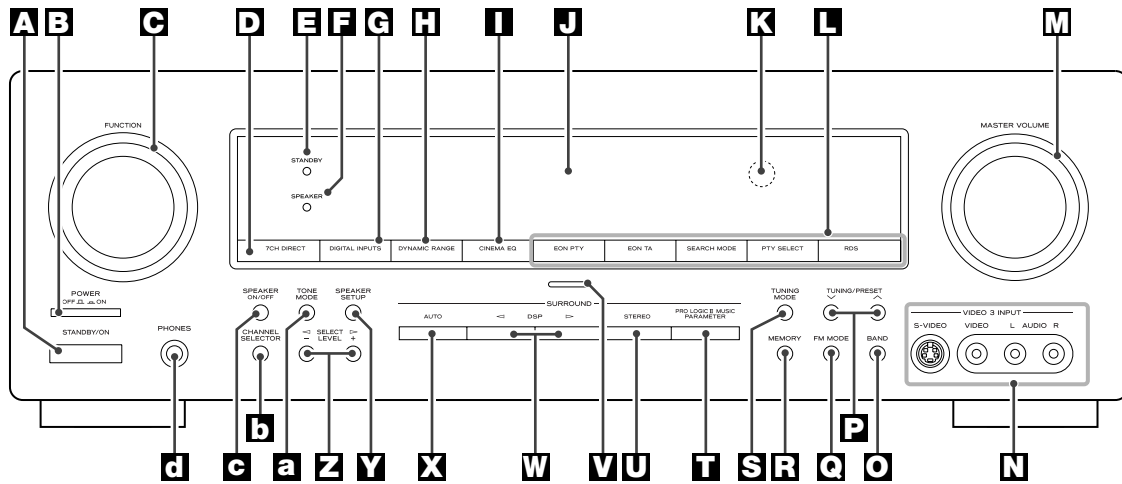 A B C D E F G H I J K L M
FUNCTION
MASTER VOLUME
STANDBY
SPEAKER
7CH DIRECT DIGITAL INPUTS DYNAMIC RANGE CINEMA EQ EON PTY EON TA SEARCH MODE PTY SELECT RDS
POWER
OFF ON
STANDBY/ON
PHONES
SPEAKER
ON/OFF
TONE
MODE
SPEAKER
SETUP
CHANNEL
SELECTOR
SELECT
LEVEL
− +
SURROUND
AUTO
DSP
STEREO
PRO LOGIC II MUSIC
PARAMETER
TUNING
MODE
TUNING/PRESET
MEMORY
FM MODE
BAND
VIDEO 3 INPUT
S-VIDEO VIDEO L AUDIO R
b P
d c a Z Y X W V U T S R Q O N